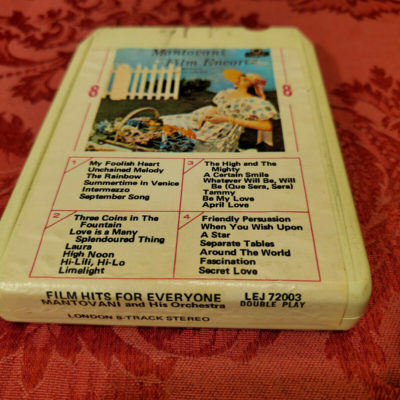 Mantovani
Film Encores
8
8
1
My Foolish Heart
Unchained Melody
The Rainbow
Summertime in Venice
Intermezzo
September Song
3
The High and The
Mighty
A Certain Smile
Whatever Will Be, Will
Be (Que Sera, Sera)
Tammy
Be My Love
April Love
2
Three Coins in The
Fountain
Love is a Many
Splendoured Thing
Laura
High Noon
Hi-Lili, Hi-Lo
Limelight
4
Friendly Persuasion
When You Wish Upon
A Star
Separate Tables
Around The World
Fascination
Secret Love
FILM HITS FOR EVERYONE LEJ 72003
MANTOVANI and His Orchestra DOUBLE PLAY
LONDON 8-TRACK STEREO